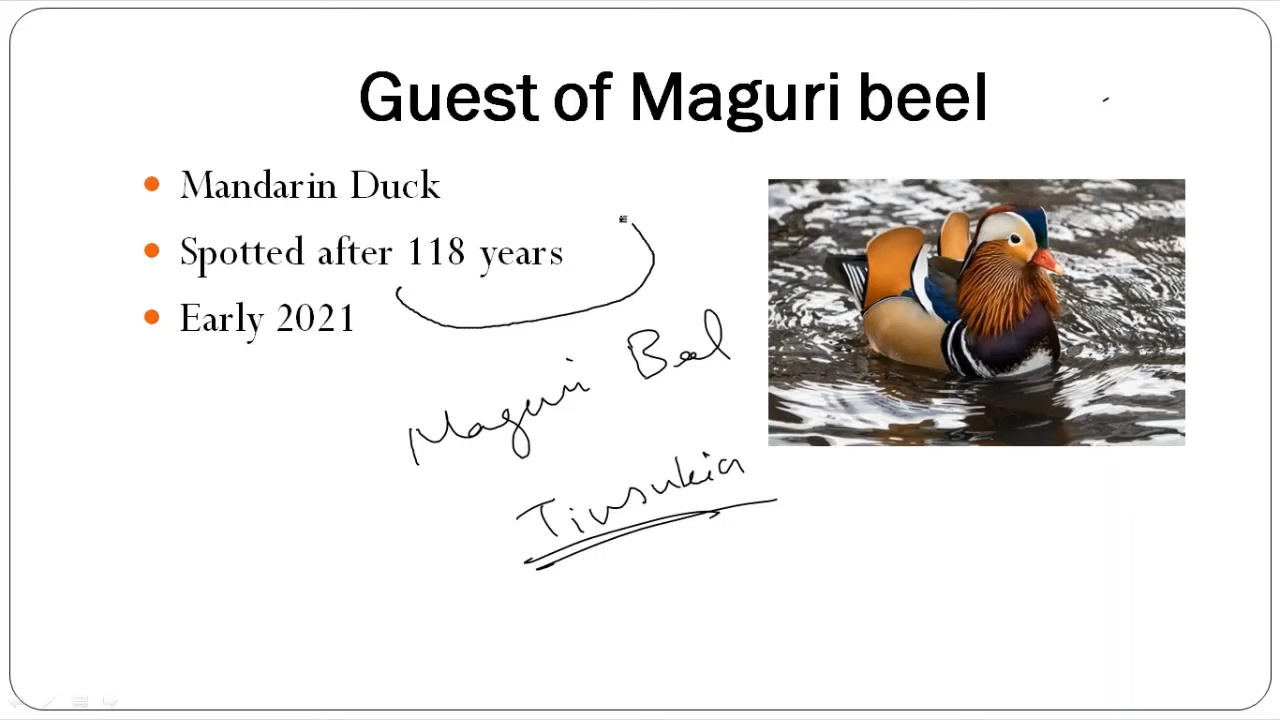 Guest of Maguri beel
Mandarin Duck
Spotted after 118 years
Early 2021
Maguri Beel
Tinsukia